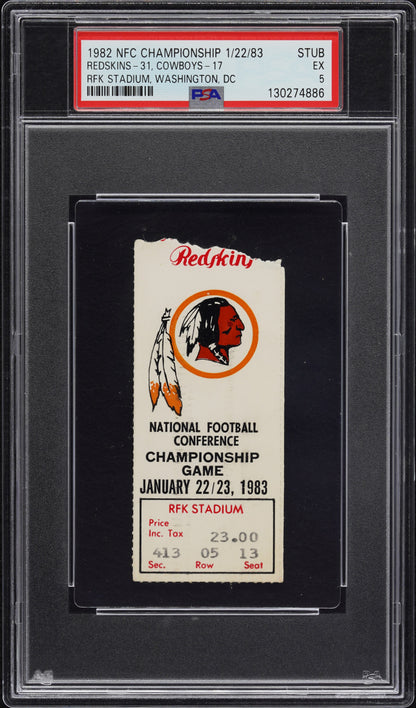 1982 NFC CHAMPIONSHIP 1/22/83 STUB
REDSKINS-31, COWBOYS-17 EX
RFK STADIUM, WASHINGTON, DC 5
PSA 130274886
Redskins
NATIONAL FOOTBALL
CONFERENCE
CHAMPIONSHIP
GAME
JANUARY 22/23, 1983
RFK STADIUM
Price
Inc. Tax 23.00
413 05 13
Sec. Row Seat